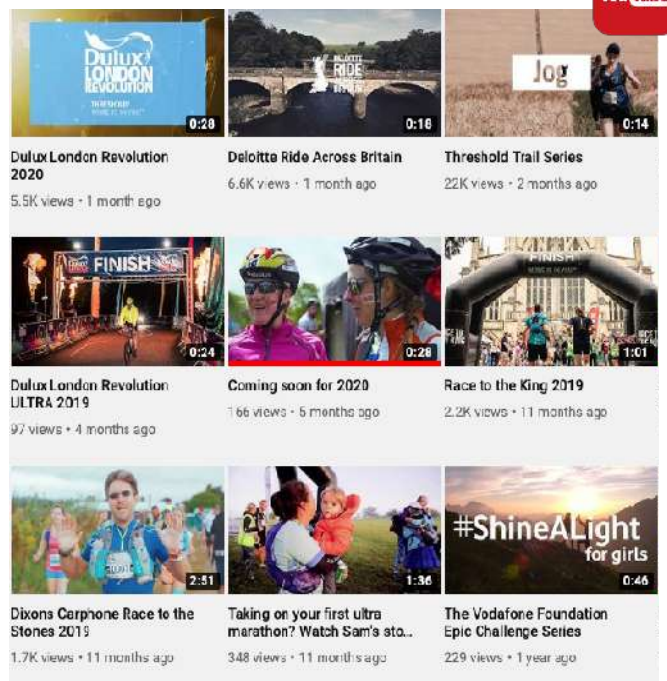 Dulux
LONDON
REVOLUTION
0:28
DELOITTE
RIDE
ACROSS
BRITAIN
0:18
Jog
0:14
Dulux London Revolution
2020
5.5K views • 1 month ago
Deloitte Ride Across Britain
6.6K views • 1 month ago
Threshold Trail Series
22K views • 2 months ago
FINISH
0:24
0:28
FINISH
1:01
Dulux London Revolution
ULTRA 2019
97 views • 4 months ago
Coming soon for 2020
166 views • 5 months ago
Race to the King 2019
2.2K views • 11 months ago
2:51
1:36
#ShineALight
for girls
0:46
Dixons Carphone Race to the
Stones 2019
1.7K views • 11 months ago
Taking on your first ultra
marathon? Watch Sam's sto...
348 views • 11 months ago
The Vodafone Foundation
Epic Challenge Series
229 views • 1 year ago